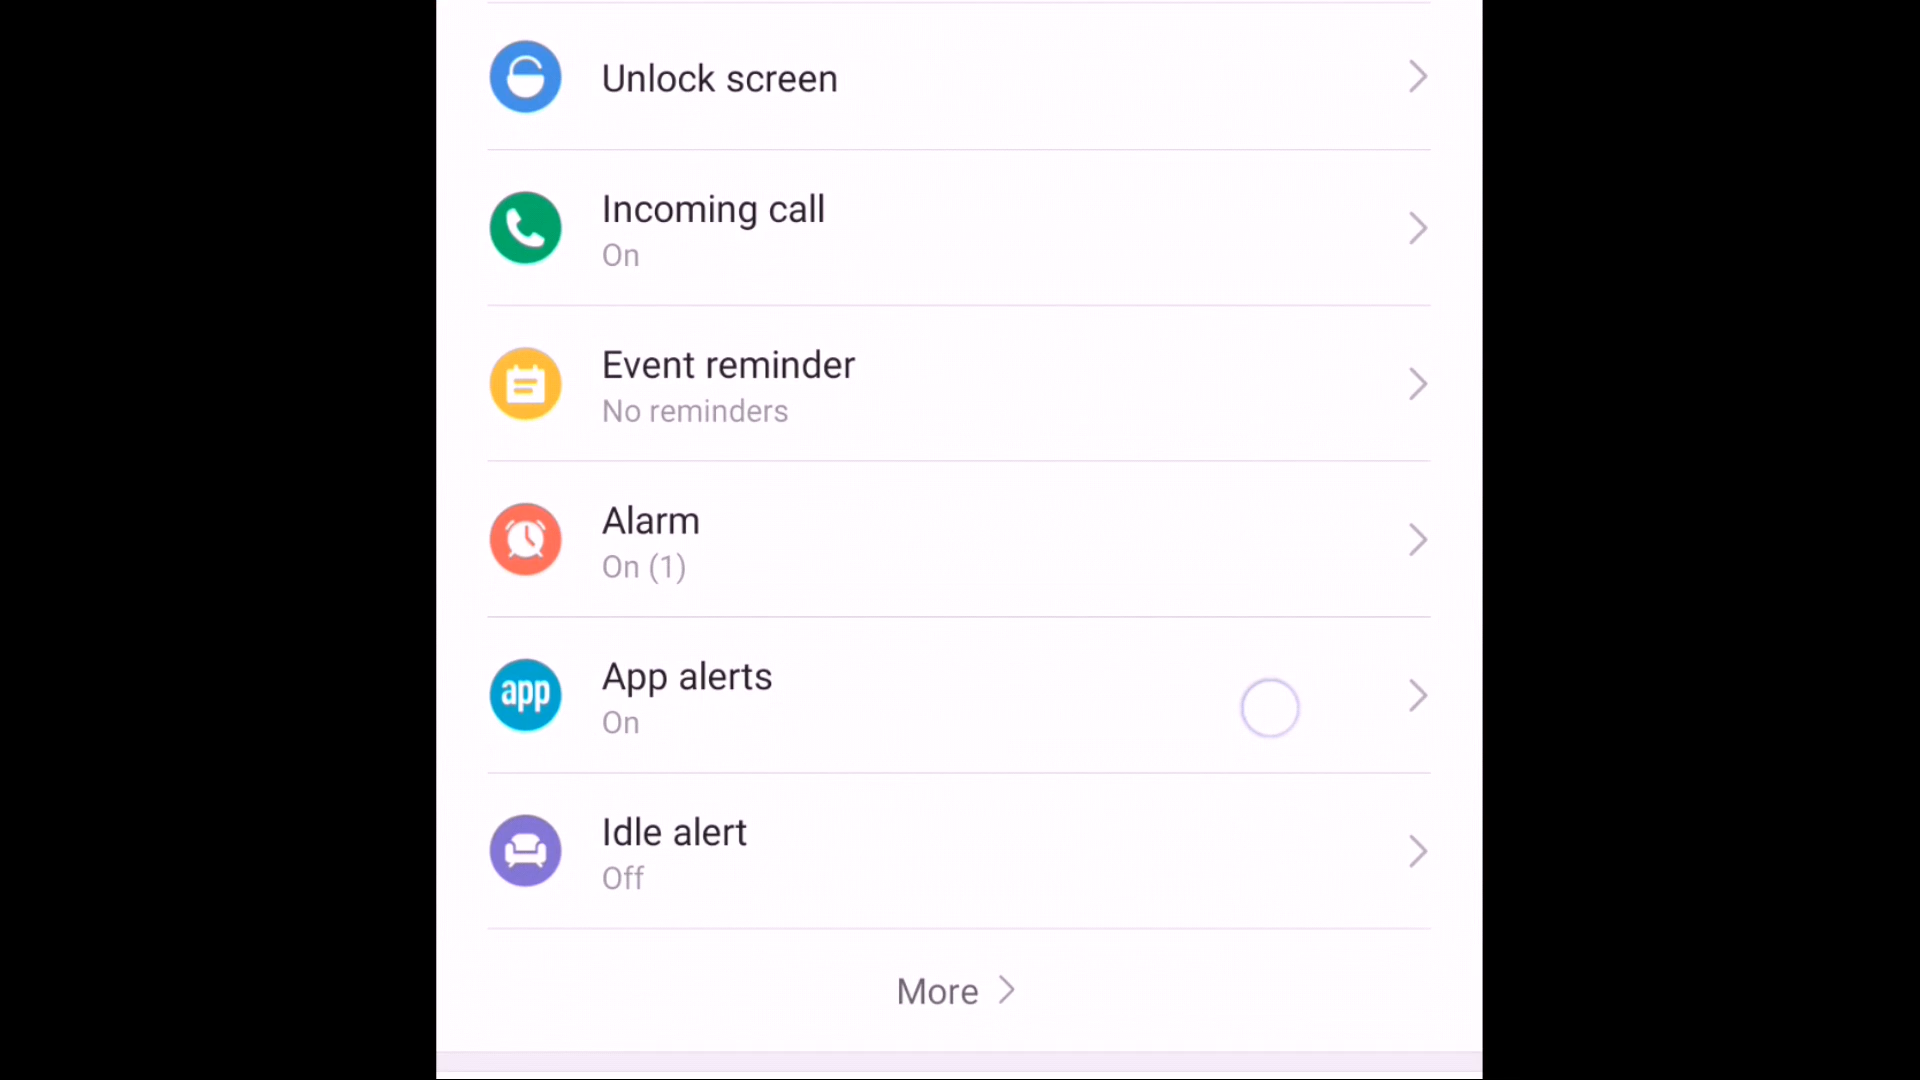 Unlock screen
Incoming call
On
Event reminder
No reminders
Alarm
On (1)
app
App alerts
On
Idle alert
Off
More